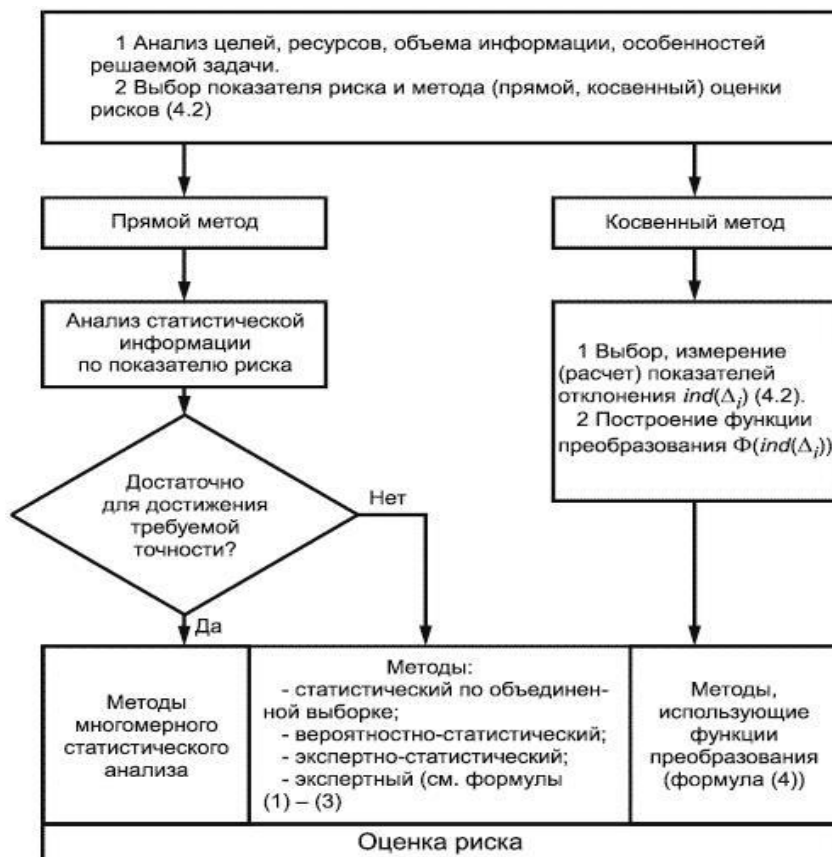 1 Анализ целей, ресурсов, объема информации, особенностей
решаемой задачи.
2 Выбор показателя риска и метода (прямой, косвенный) оценки
рисков (4.2)
Прямой метод
Косвенный метод
Анализ статистической
информации
по показателю риска
1 Выбор, измерение
(расчет) показателей
отклонения ind(Δi) (4.2).
2 Построение функции
преобразования Φ(ind(Δi))
Достаточно
для достижения
требуемой
точности?
Нет
Да
Методы
многомерного
статистического
анализа
Методы:
- статистический по объединен-
ной выборке;
- вероятностно-статистический;
- экспертно-статистический;
- экспертный (см. формулы
(1) – (3)
Методы,
использующие
функции
преобразования
(формула (4))
Оценка риска